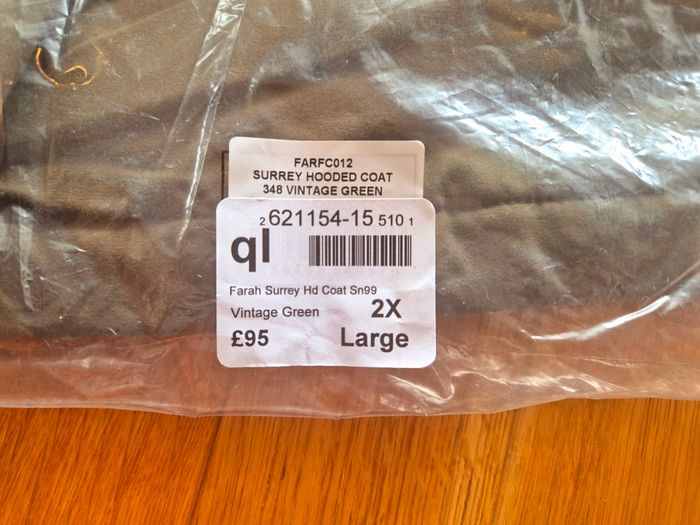 FARFC012
SURREY HOODED COAT
348 VINTAGE GREEN
2 621154-15 510 1
ql
Farah Surrey Hd Coat Sn99
Vintage Green 2X
£95 Large